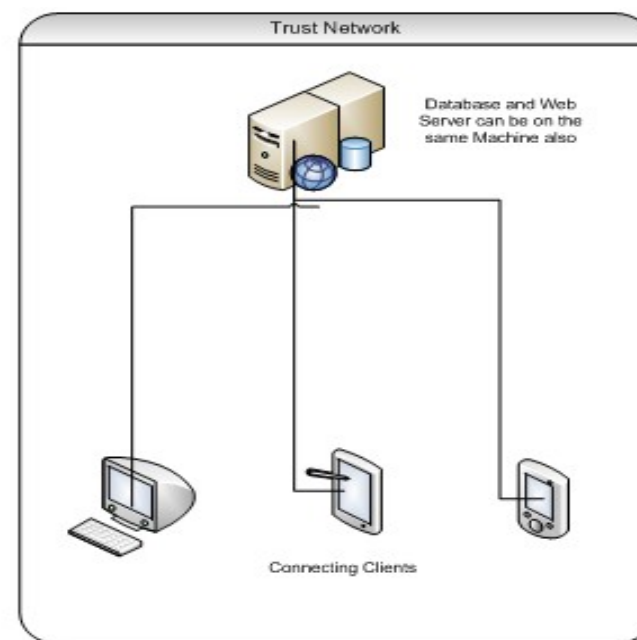 Trust Network
Database and Web
Server can be on the
same Machine also
Connecting Clients